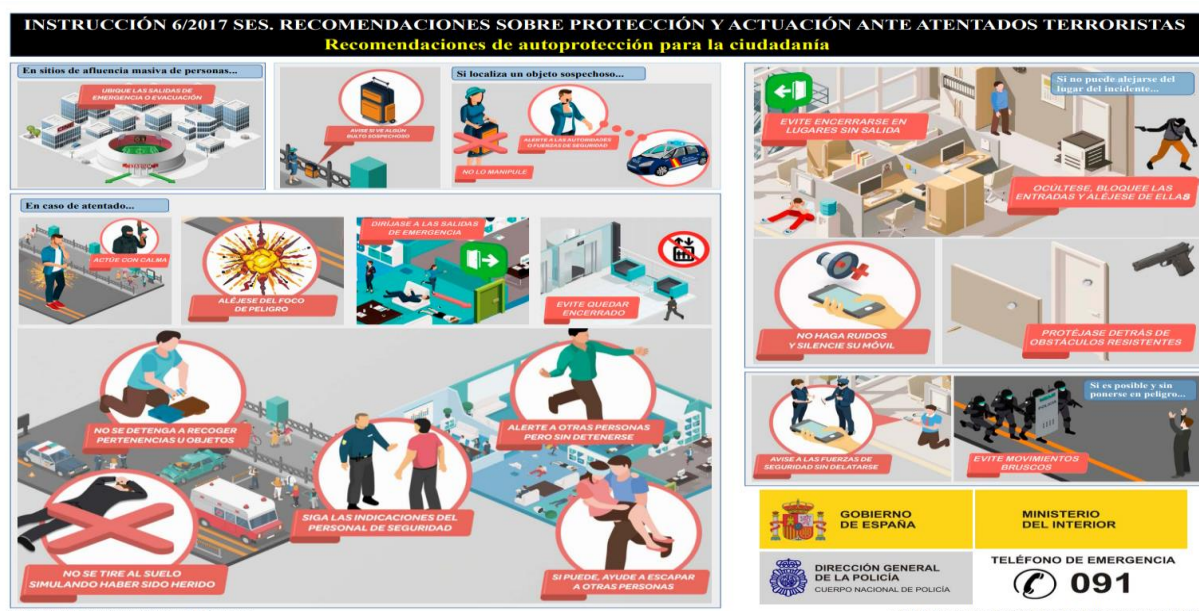 INSTRUCCIÓN 6/2017 SES. RECOMENDACIONES SOBRE PROTECCIÓN Y ACTUACIÓN ANTE ATENTADOS TERRORISTAS
Recomendaciones de autoprotección para la ciudadanía
En sitios de afluencia masiva de personas...
UBIQUE LAS SALIDAS DE
EMERGENCIA O EVACUACIÓN
Si localiza un objeto sospechoso...
AVISE SI VE ALGÚN
BULTO SOSPECHOSO
NO LO MANIPULE
ALERTE A LAS AUTORIDADES
O FUERZAS DE SEGURIDAD
En caso de atentado...
ACTÚE CON CALMA
ALÉJESE DEL FOCO
DE PELIGRO
DIRÍJASE A LAS SALIDAS
DE EMERGENCIA
EVITE QUEDAR
ENCERRADO
NO SE DETENGA A RECOGER
PERTENENCIAS U OBJETOS
ALERTE A OTRAS PERSONAS
PERO SIN DETENERSE
SIGA LAS INDICACIONES DEL
PERSONAL DE SEGURIDAD
NO SE TIRE AL SUELO
SIMULANDO HABER SIDO HERIDO
SI PUEDE, AYUDE A ESCAPAR
A OTRAS PERSONAS
Si no puede alejarse del
lugar del incidente...
EVITE ENCERRARSE EN
LUGARES SIN SALIDA
OCÚLTESE, BLOQUEE LAS
ENTRADAS Y ALÉJESE DE ELLAS
NO HAGA RUIDOS
Y SILENCIE SU MÓVIL
PROTÉJASE DETRÁS DE
OBSTÁCULOS RESISTENTES
Si es posible y sin
ponerse en peligro...
AVISE A LAS FUERZAS DE
SEGURIDAD SIN DELATARSE
POLICE
EVITE MOVIMIENTOS
BRUSCOS
GOBIERNO
DE ESPAÑA
MINISTERIO
DEL INTERIOR
DIRECCIÓN GENERAL
DE LA POLICÍA
CUERPO NACIONAL DE POLICÍA
TELÉFONO DE EMERGENCIA
091